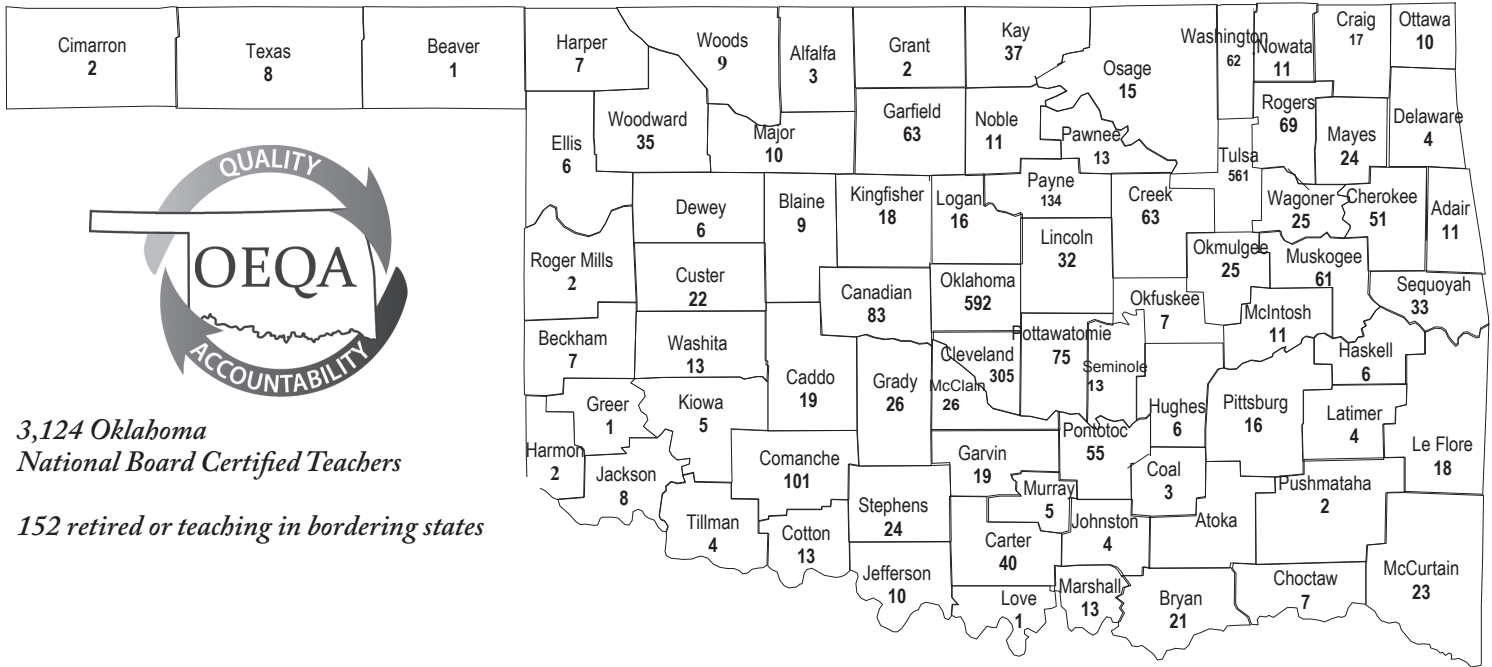 Cimarron
2
Texas
8
Beaver
1
Harper
7
Woods
9
Alfalfa
3
Grant
2
Kay
37
Osage
15
Washington
62
Nowata
11
Craig
17
Ottawa
10
Ellis
6
Woodward
35
Major
10
Garfield
63
Noble
11
Pawnee
13
Tulsa
561
Rogers
69
Mayes
24
Delaware
4
Roger Mills
2
Dewey
6
Blaine
9
Kingfisher
18
Logan
16
Payne
134
Creek
63
Wagoner
25
Cherokee
51
Adair
11
Custer
22
Canadian
83
Oklahoma
592
Lincoln
32
Okmulgee
25
Muskogee
61
Sequoyah
33
Beckham
7
Washita
13
Caddo
19
Grady
26
McClain
26
Cleveland
305
Pottawatomie
75
Seminole
13
Okfuskee
7
McIntosh
11
Haskell
6
Greer
1
Kiowa
5
Hughes
6
Pittsburg
16
Latimer
4
Le Flore
18
Harmon
2
Jackson
8
Comanche
101
Garvin
19
Pontotoc
55
Coal
3
Pushmataha
2
Tillman
4
Cotton
13
Stephens
24
Murray
5
Johnston
4
Atoka
Carter
40
Jefferson
10
Love
1
Marshall
13
Bryan
21
Choctaw
7
McCurtain
23
QUALITY
OEQA
ACCOUNTABILITY
3,124 Oklahoma
National Board Certified Teachers
152 retired or teaching in bordering states